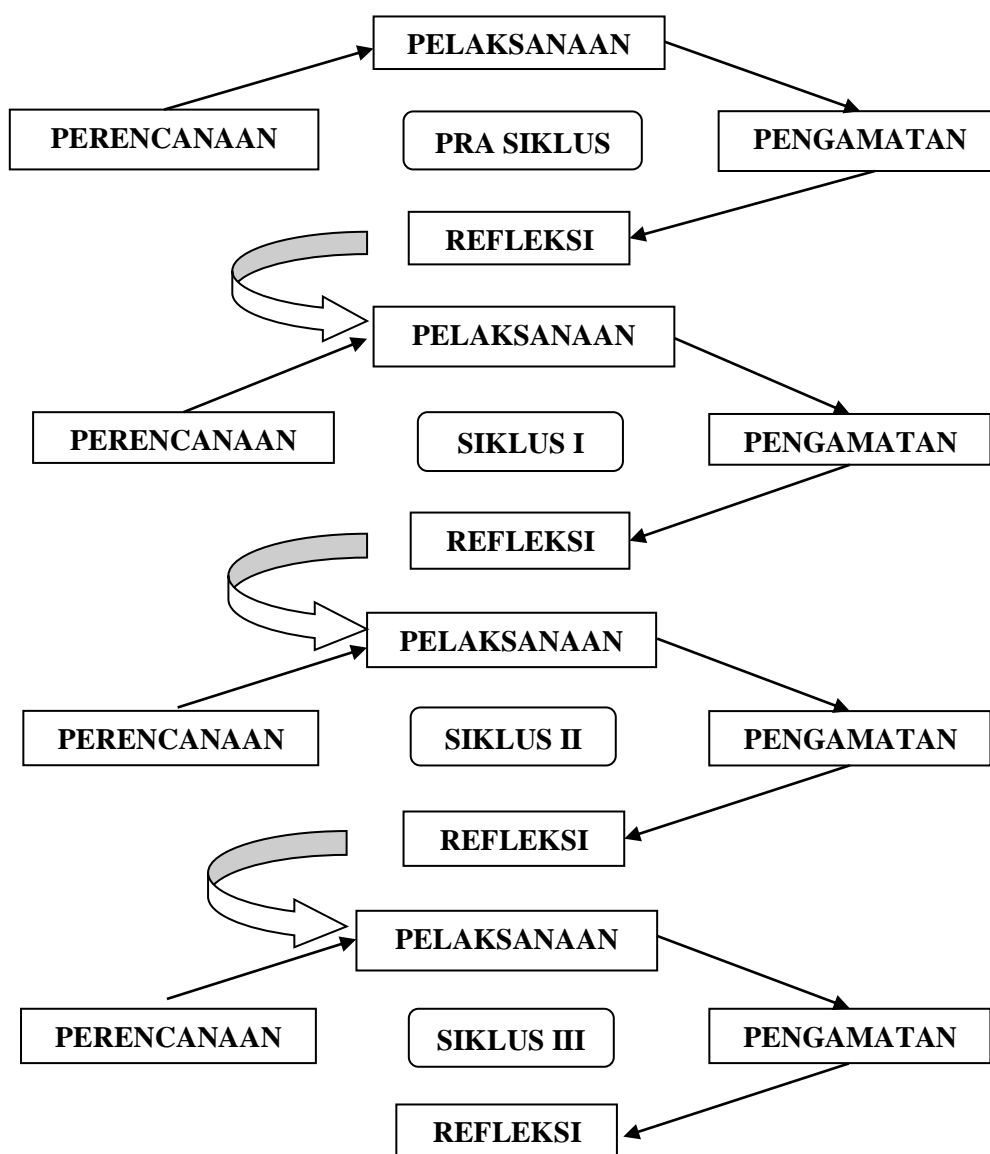 PELAKSANAAN
PERENCANAAN
PRA SIKLUS
PENGAMATAN
REFLEKSI
PELAKSANAAN
PERENCANAAN
SIKLUS I
PENGAMATAN
REFLEKSI
PELAKSANAAN
PERENCANAAN
SIKLUS II
PENGAMATAN
REFLEKSI
PELAKSANAAN
PERENCANAAN
SIKLUS III
PENGAMATAN
REFLEKSI